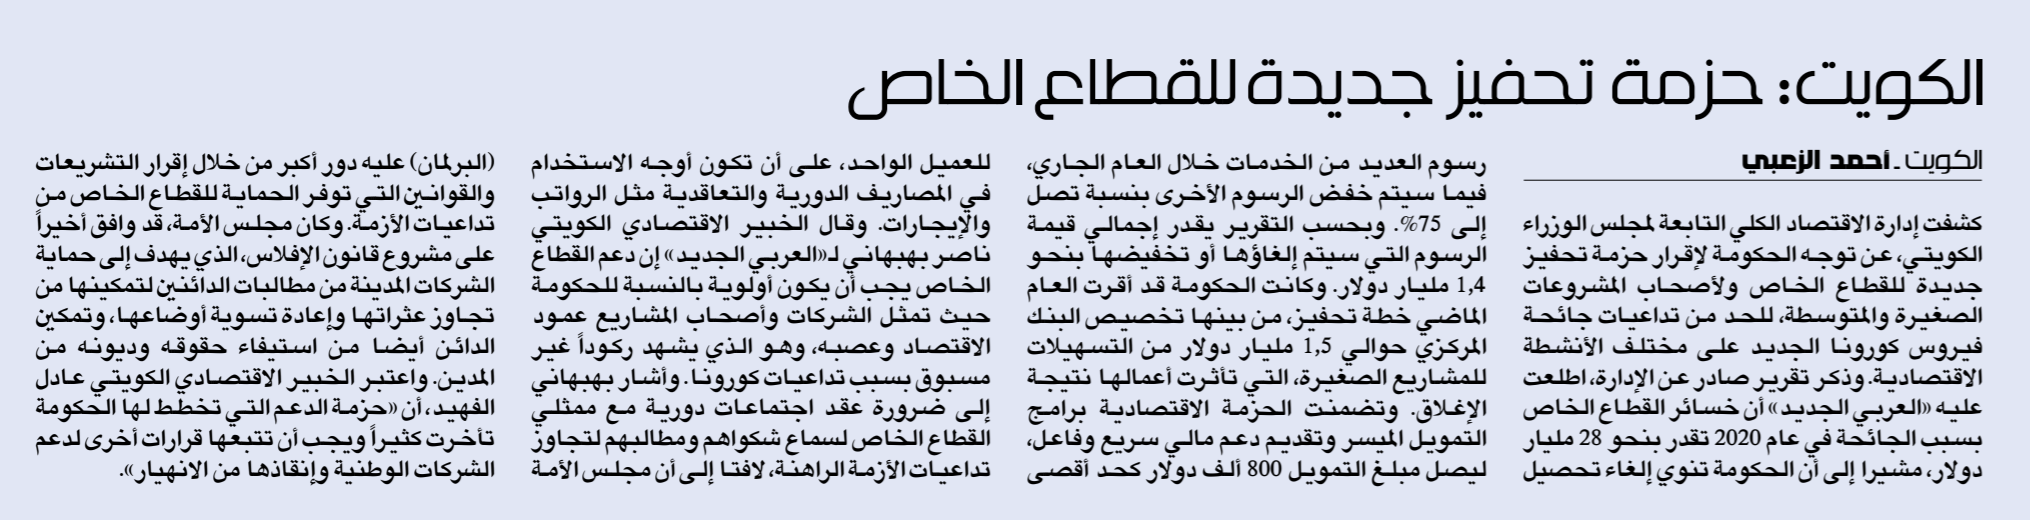 الكويت: حزمة تحفيز جديدة للقطاع الخاص
الكويت ـ أحمد الزعبي
كشفت إدارة الاقتصاد الكلي التابعة لمجلس الوزراء
الكويتي، عن توجه الحكومة لإقرار حزمة تحفيز
جديدة للقطاع الخاص ولأصحاب المشروعات
الصغيرة والمتوسطة، للحد من تداعيات جائحة
فيروس كورونا الجديد على مختلف الأنشطة
الاقتصادية. وذكر تقرير صادر عن الإدارة، اطلعت
عليه «العربي الجديد» أن خسائر القطاع الخاص
بسبب الجائحة في عام 2020 تقدر بنحو 28 مليار
دولار، مشيرا إلى أن الحكومة تنوي إلغاء تحصيل
رسوم العديد من الخدمات خلال العام الجاري،
فيما سيتم خفض الرسوم الأخرى بنسبة تصل
إلى 75%. وبحسب التقرير يقدر إجمالي قيمة
الرسوم التي سيتم إلغاؤها أو تخفيضها بنحو
1,4 مليار دولار. وكانت الحكومة قد أقرت العام
الماضي خطة تحفيز، من بينها تخصيص البنك
المركزي حوالي 1,5 مليار دولار من التسهيلات
للمشاريع الصغيرة، التي تأثرت أعمالها نتيجة
الإغلاق. وتضمنت الحزمة الاقتصادية برامج
التمويل الميسر وتقديم دعم مالي سريع وفاعل،
ليصل مبلغ التمويل 800 ألف دولار كحد أقصى
للعميل الواحد، على أن تكون أوجه الاستخدام
في المصاريف الدورية والتعاقدية مثل الرواتب
والإيجارات. وقال الخبير الاقتصادي الكويتي
ناصر بهبهاني لـ«العربي الجديد» إن دعم القطاع
الخاص يجب أن يكون أولوية بالنسبة للحكومة
حيث تمثل الشركات وأصحاب المشاريع عمود
الاقتصاد وعصبه، وهو الذي يشهد ركوداً غير
مسبوق بسبب تداعيات كورونا. وأشار بهبهاني
إلى ضرورة عقد اجتماعات دورية مع ممثلي
القطاع الخاص لسماع شكواهم ومطالبهم لتجاوز
تداعيات الأزمة الراهنة، لافتا إلى أن مجلس الأمة
(البرلمان) عليه دور أكبر من خلال إقرار التشريعات
والقوانين التي توفر الحماية للقطاع الخاص من
تداعيات الأزمة. وكان مجلس الأمة، قد وافق أخيراً
على مشروع قانون الإفلاس، الذي يهدف إلى حماية
الشركات المدينة من مطالبات الدائنين لتمكينها من
تجاوز عثراتها وإعادة تسوية أوضاعها، وتمكين
الدائن أيضا من استيفاء حقوقه وديونه من
المدين. واعتبر الخبير الاقتصادي الكويتي عادل
الفهيد، أن «حزمة الدعم التي تخطط لها الحكومة
تأخرت كثيراً ويجب أن تتبعها قرارات أخرى لدعم
الشركات الوطنية وإنقاذها من الانهيار».